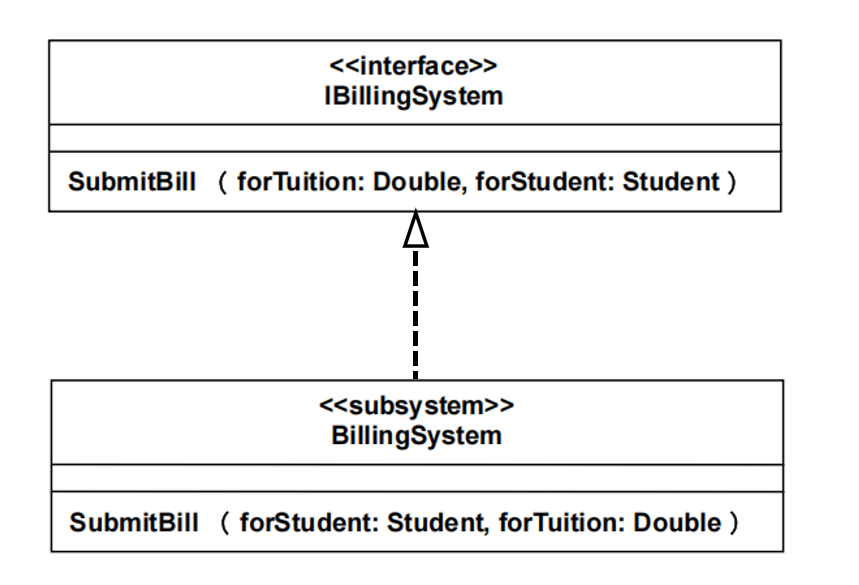 <<interface>>
IBillingSystem
SubmitBill （ forTuition: Double, forStudent: Student ）
<<subsystem>>
BillingSystem
SubmitBill （ forStudent: Student, forTuition: Double ）